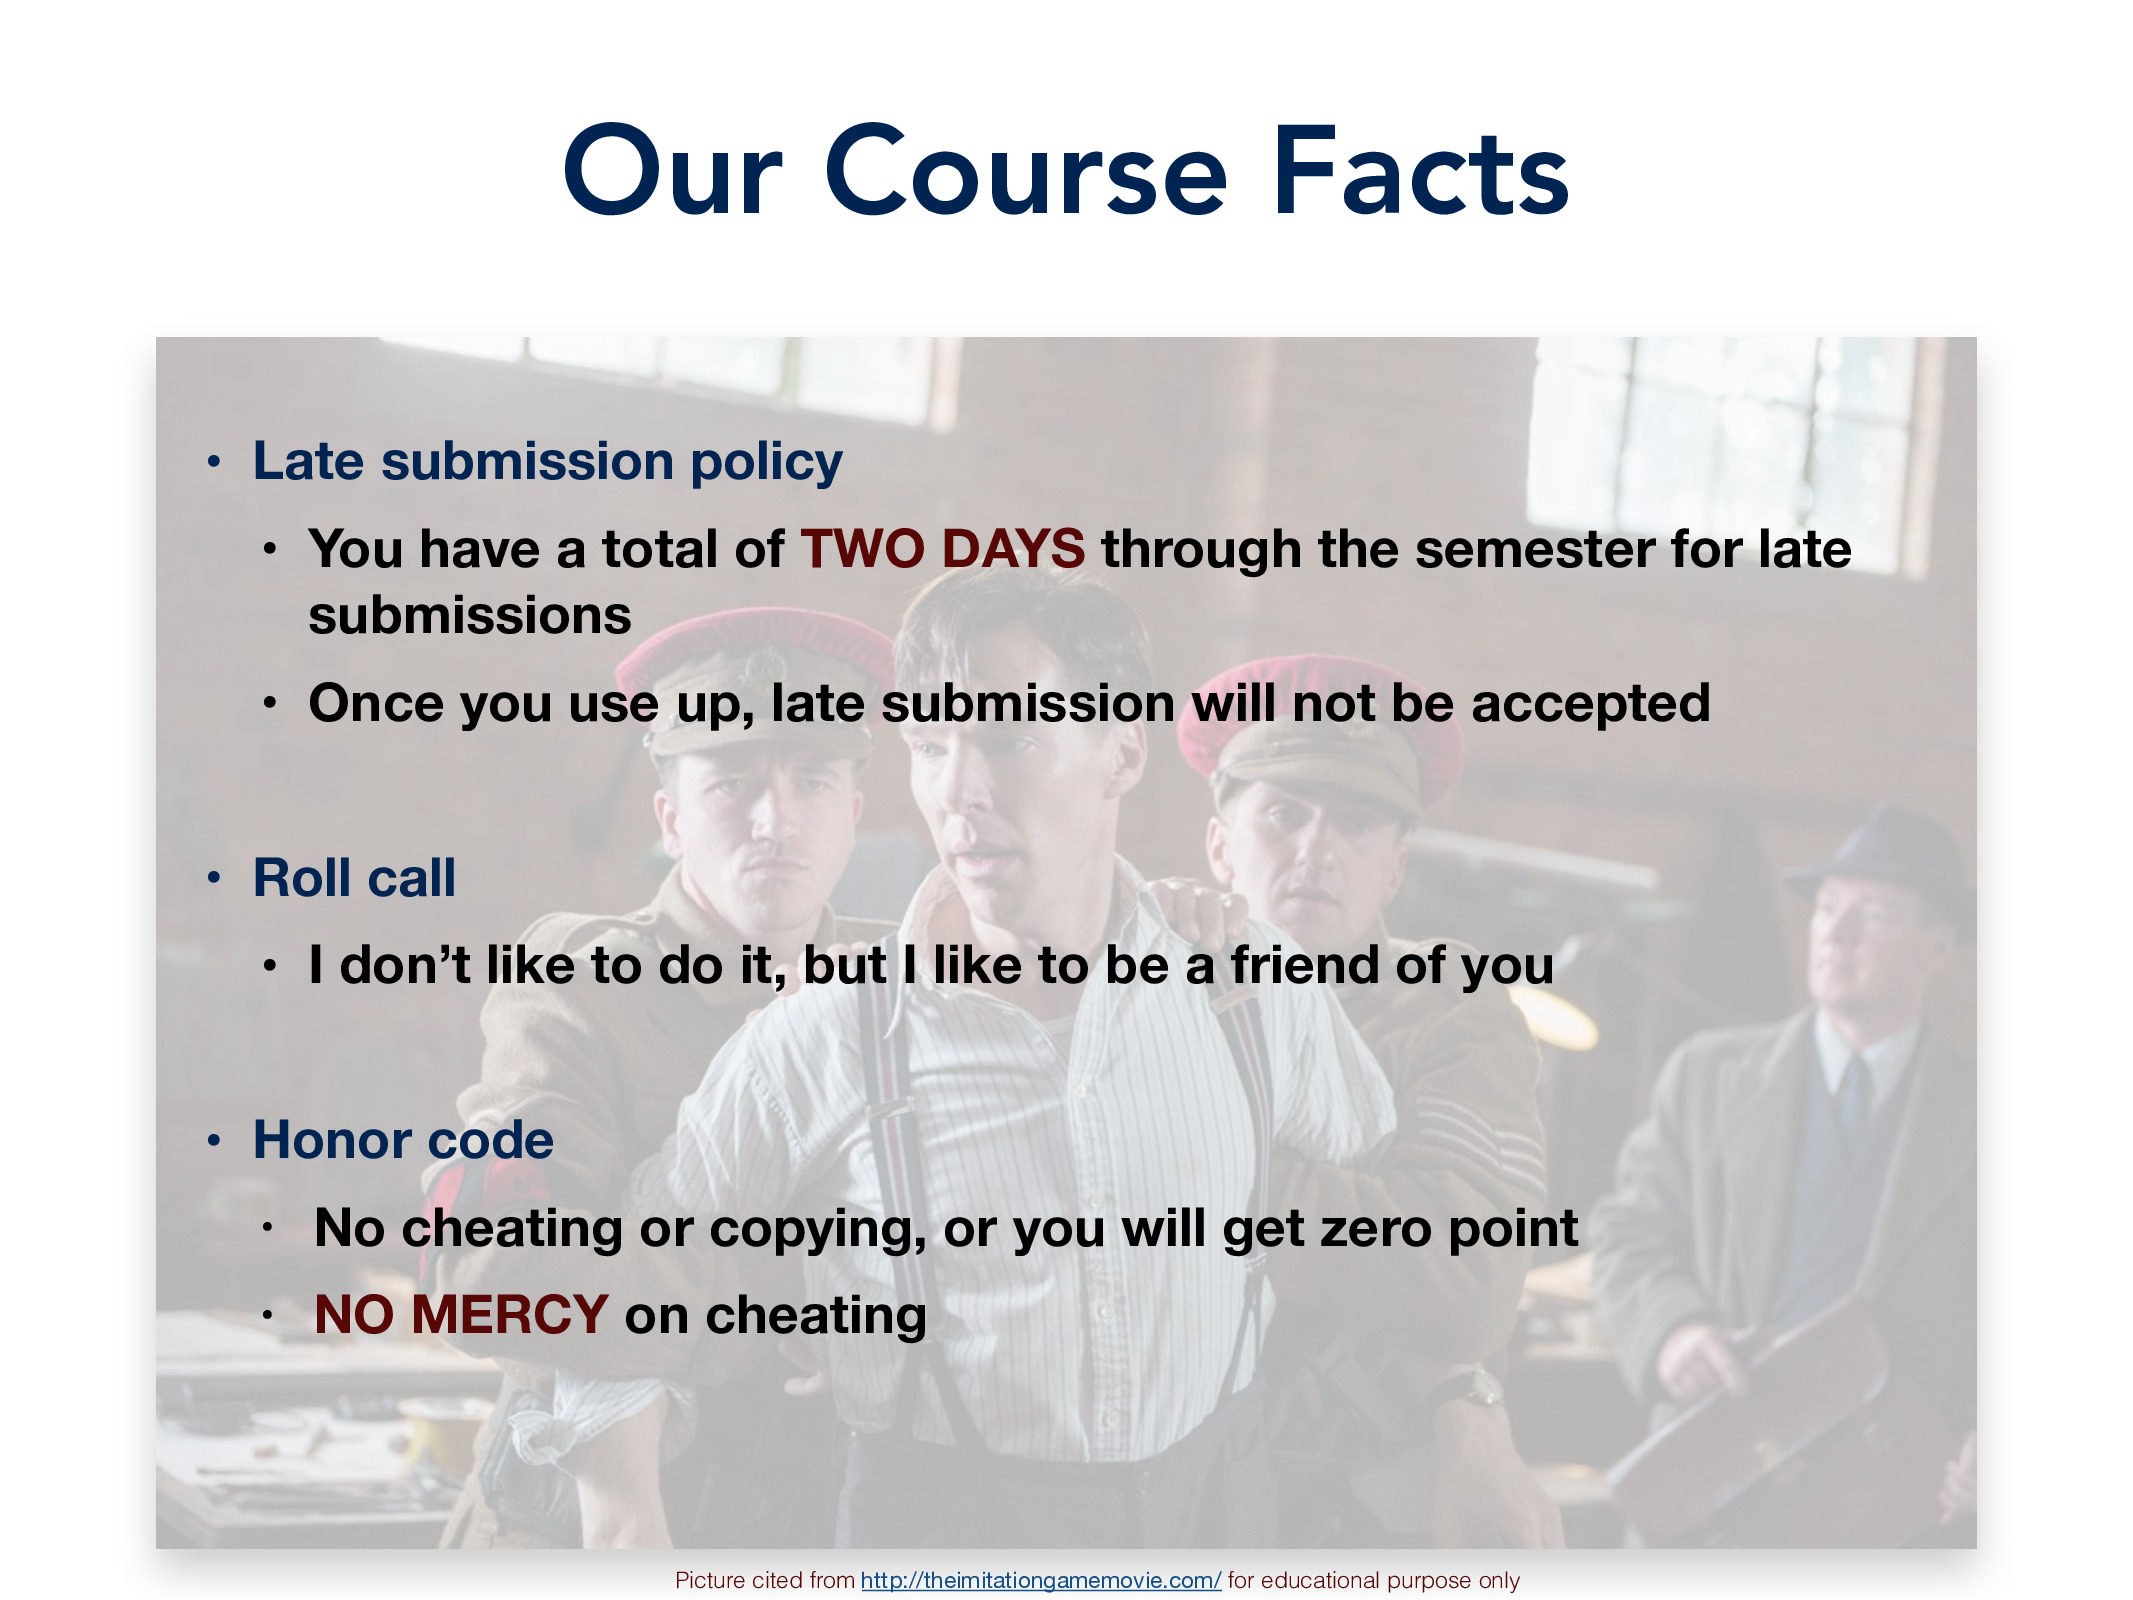 Our Course Facts
• Late submission policy
• You have a total of TWO DAYS through the semester for late
submissions
• Once you use up, late submission will not be accepted
• Roll call
• I don’t like to do it, but I like to be a friend of you
• Honor code
• No cheating or copying, or you will get zero point
• NO MERCY on cheating
Picture cited from http://theimitationgamemovie.com/ for educational purpose only